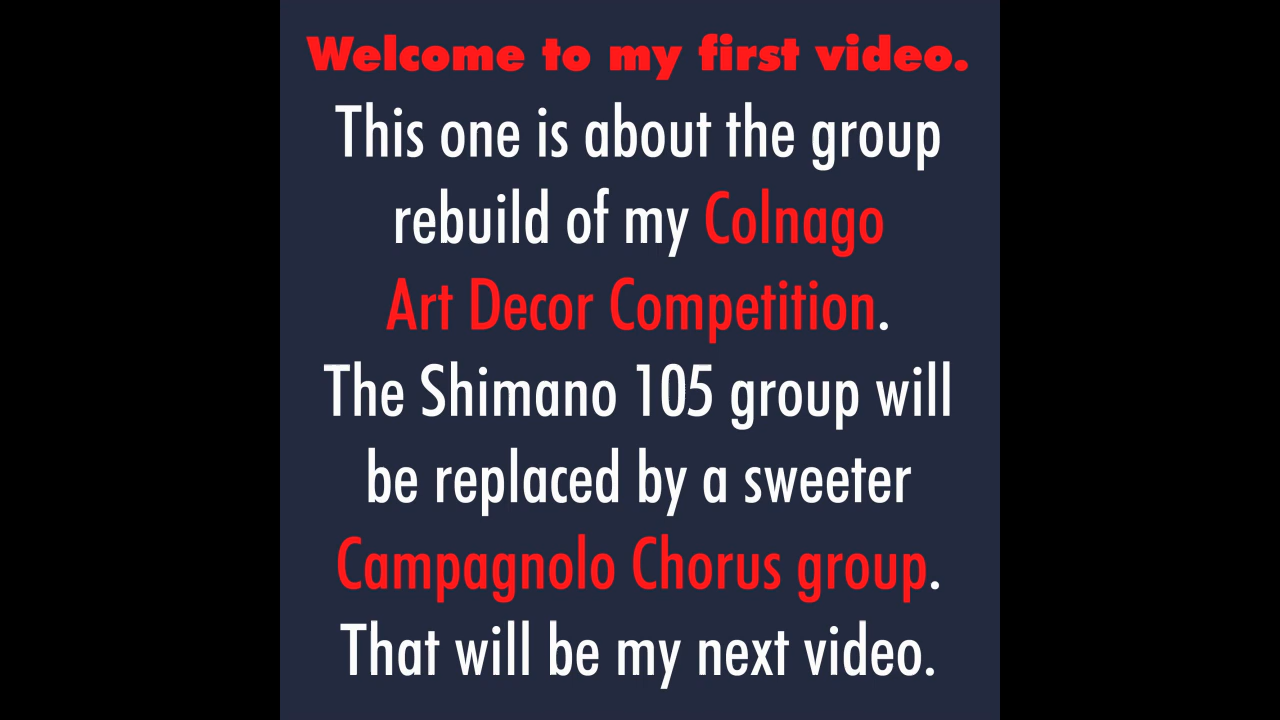 Welcome to my first video.
This one is about the group
rebuild of my Colnago
Art Decor Competition.
The Shimano 105 group will
be replaced by a sweeter
Campagnolo Chorus group.
That will be my next video.